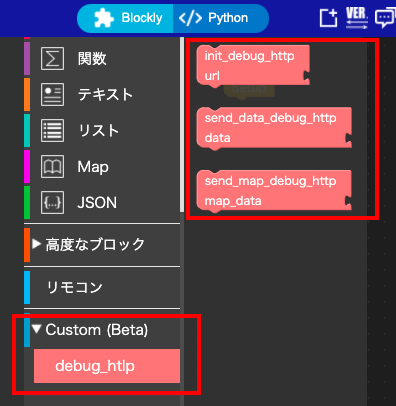 Blockly
</> Python
VER.
関数
テキスト
リスト
Map
{...}
JSON
高度なブロック
リモコン
Custom (Beta)
debug_htlp
init_debug_http
url
send_data_debug_http
data
send_map_debug_http
map_data